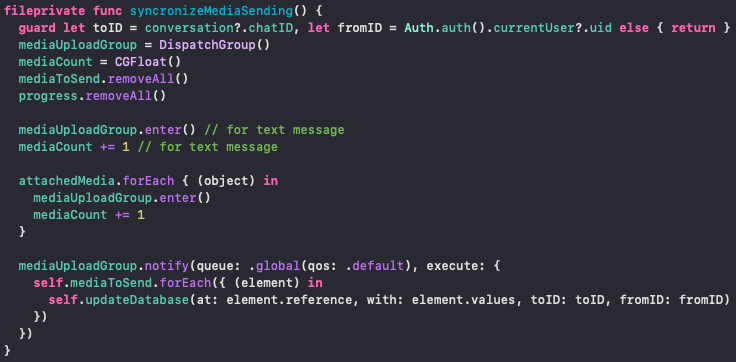 fileprivate func syncronizeMediaSending() {
guard let toID = conversation?.chatID, let fromID = Auth.auth().currentUser?.uid else { return }
mediaUploadGroup = DispatchGroup()
mediaCount = CGFloat()
mediaToSend.removeAll()
progress.removeAll()
mediaUploadGroup.enter() // for text message
mediaCount += 1 // for text message
attachedMedia.forEach { (object) in
mediaUploadGroup.enter()
mediaCount += 1
}
mediaUploadGroup.notify(queue: .global(qos: .default), execute: {
self.mediaToSend.forEach({ (element) in
self.updateDatabase(at: element.reference, with: element.values, toID: toID, fromID: fromID)
})
})
}